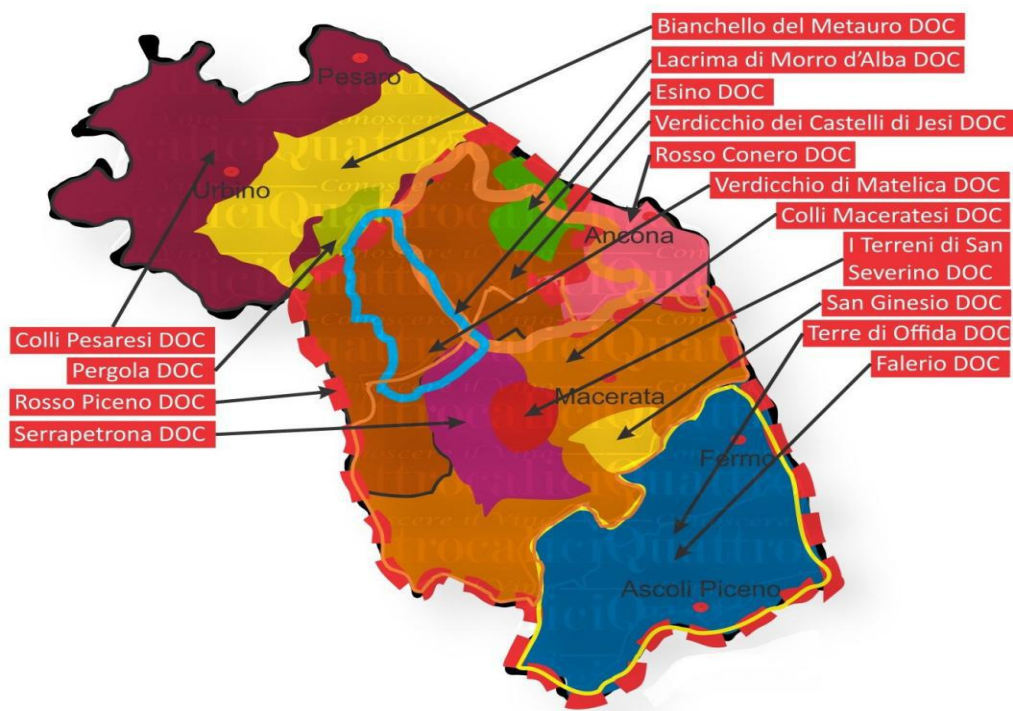 Bianchello del Metauro DOC
Lacrima di Morro d'Alba DOC
Esino DOC
Verdicchio dei Castelli di Jesi DOC
Rosso Conero DOC
Verdicchio di Matelica DOC
Colli Maceratesi DOC
I Terreni di San
Severino DOC
San Ginesio DOC
Terre di Offida DOC
Falerio DOC
Colli Pesaresi DOC
Pergola DOC
Rosso Piceno DOC
Serrapetrona DOC
Pesaro
Urbino
Ancona
Macerata
Fermo
Ascoli Piceno